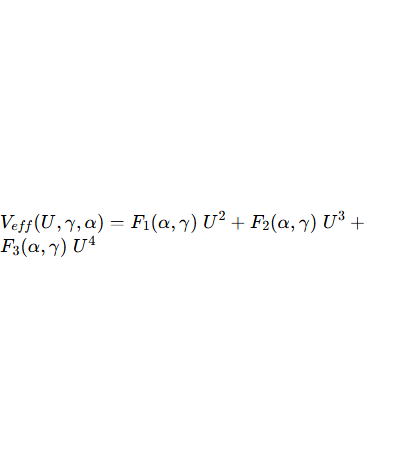 V_{eff}(U, γ, α) = F_1(α, γ) U^2 + F_2(α, γ) U^3 +
F_3(α, γ) U^4